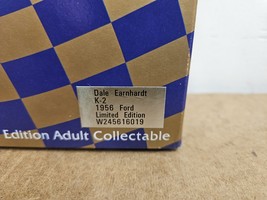 Dale Earnhardt
K-2
1956 Ford
Limited Edition
W245616019
Edition Adult Collectable